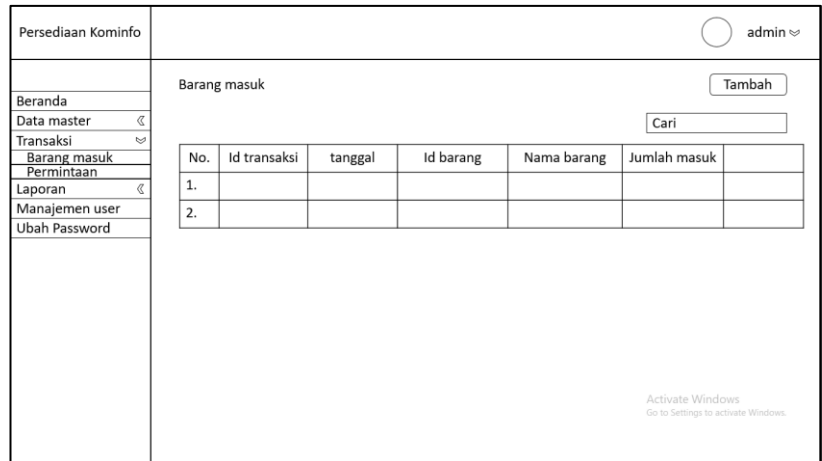 Persediaan Kominfo
admin
Barang masuk
Tambah
Beranda
Data master
Cari
Transaksi
Barang masuk
Permintaan
Laporan
Manajemen user
Ubah Password
No. Id transaksi tanggal Id barang Nama barang Jumlah masuk
1.
2.
Activate Windows
Go to Settings to activate Windows.